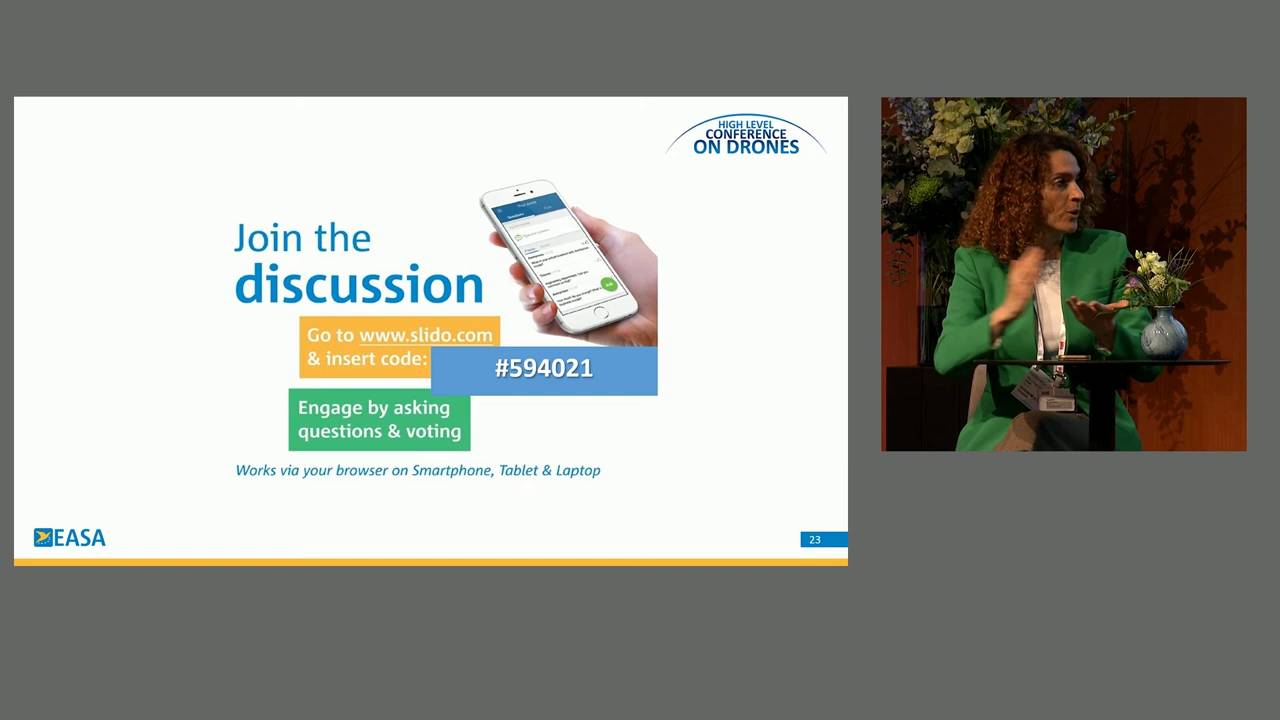 HIGH LEVEL
CONFERENCE
ON DRONES
Join the
discussion
Go to www.slido.com
& insert code:
#594021
Engage by asking
questions & voting
Works via your browser on Smartphone, Tablet & Laptop
EASA
23